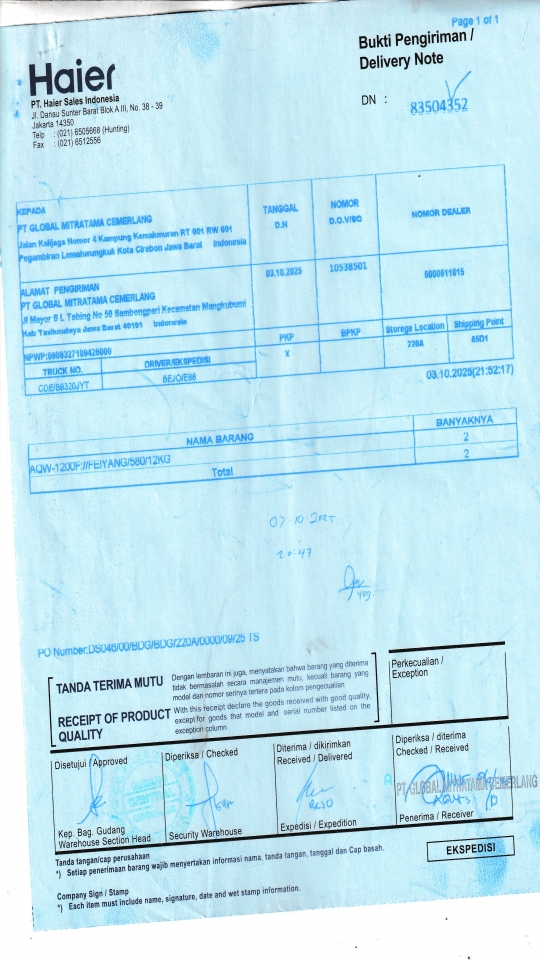 Page 1 of 1
Bukti Pengiriman /
Delivery Note
Haier
PT. Haier Sales Indonesia
Jl. Danau Sunter Barat Blok A III, No. 38 - 39
Jakarta 14350
Telp : (021) 6505668 (Hunting)
Fax : (021) 6512556
DN : 83504352
KEPADA
PT GLOBAL MITRATAMA CEMERLANG
Jalan Kalijaga Nomor 4 Kampung Kemakmuran RT 001 RW 001
Pegambiran Lemahwungkuk Kota Cirebon Jawa Barat Indonesia
TANGGAL
D.N
NOMOR
D.O.V/SO
NOMOR DEALER
ALAMAT PENGIRIMAN
PT GLOBAL MITRATAMA CEMERLANG
Jl Mayor S L Tobing No 50 Sambongpari Kecamatan Mangkubumi
Kab Tasikmalaya Jawa Barat 40101 Indonesia
03.10.2025
10538501
NPWP:
PKP
BPKP
Storege Location
Shipping Point
TRUCK NO.
DRIVER/EKSPEDISI
X
220A
65D1
CDE/B9320JYT
BEJO/E66
03.10.2025(21:52:17)
NAMA BARANG
BANYAKNYA
AQW-1200F://FEIYANG/580/12KG
2
Total
2
07-10-2025
20:47
PO Number:DS046/00/BDG/BDG/220A/0000/09/25 TS
TANDA TERIMA MUTU
Dengan lembaran ini juga, menyatakan bahwa barang yang diterima
tidak bermasalah secara manajemen mutu, kecuali barang yang
model dan nomor serinya tertera pada kolom pengecualian
RECEIPT OF PRODUCT
QUALITY
With this receipt declare the goods received with good quality,
except for goods that model and serial number listed on the
exception column
Perkecualian /
Exception
Disetujui / Approved
Diperiksa / Checked
Diterima / dikirimkan
Received / Delivered
Diperiksa / diterima
Checked / Received
BEJO
PT GLOBAL MITRATAMA CEMERLANG
Kep. Bag. Gudang
Warehouse Section Head
Security Warehouse
Expedisi / Expedition
Penerima / Receiver
Tanda tangan/cap perusahaan
*) Setiap penerimaan barang wajib menyertakan informasi nama, tanda tangan, tanggal dan Cap basah.
EKSPEDISI
Company Sign / Stamp
*) Each item must include name, signature, date and wet stamp information.